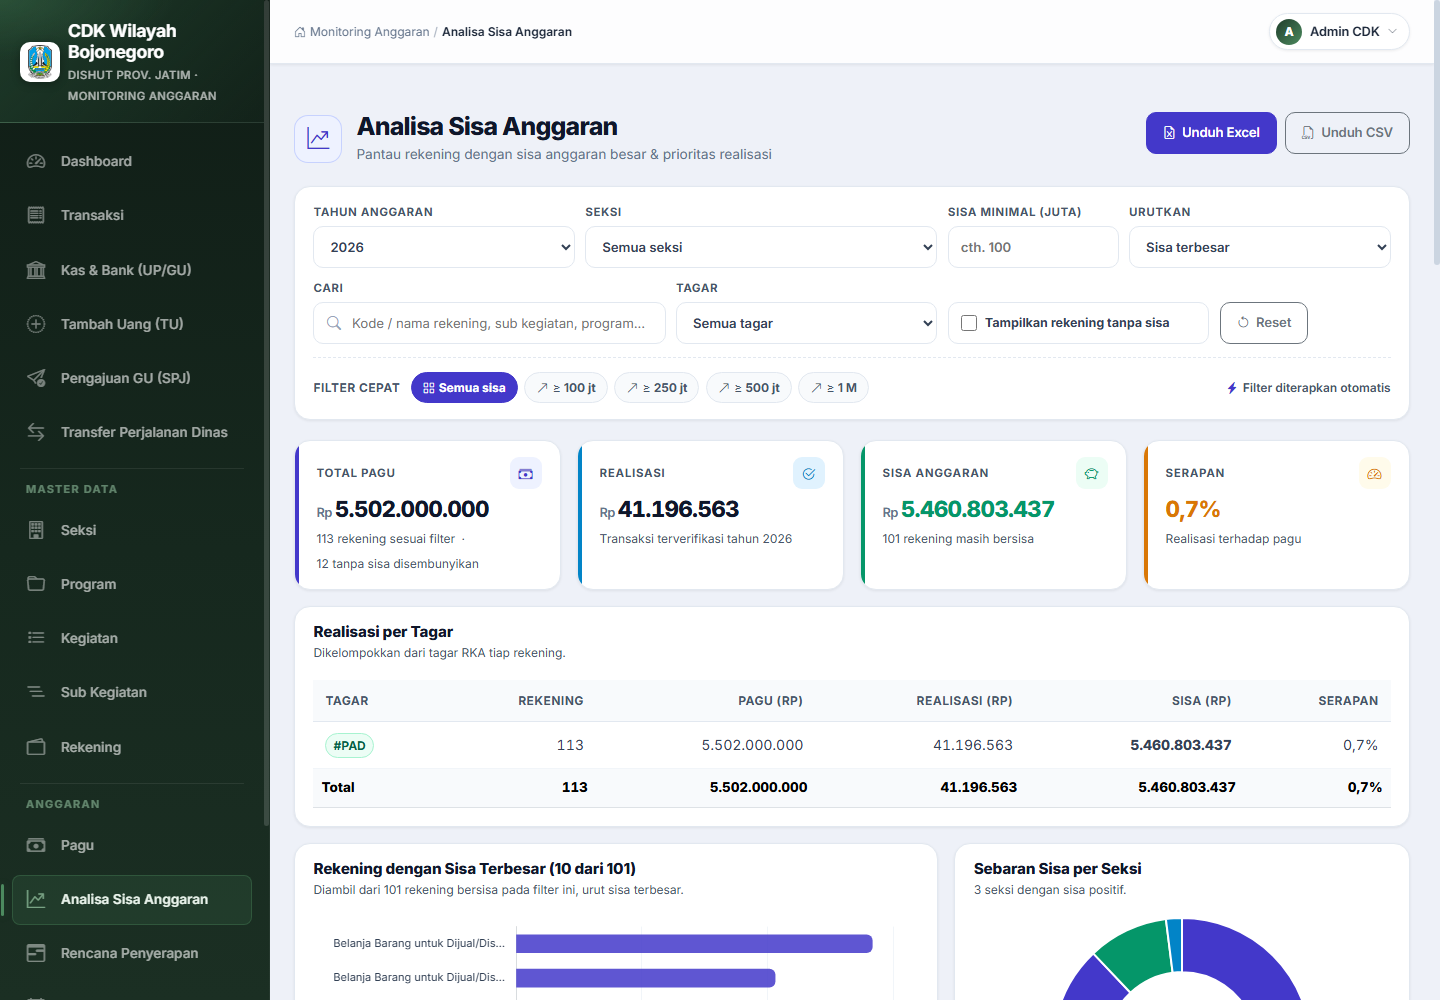 CDK Wilayah
Bojonegoro
DISHUT PROV. JATIM ·
MONITORING ANGGARAN
Dashboard
Transaksi
Kas & Bank (UP/GU)
Tambah Uang (TU)
Pengajuan GU (SPJ)
Transfer Perjalanan Dinas
MASTER DATA
Seksi
Program
Kegiatan
Sub Kegiatan
Rekening
ANGGARAN
Pagu
Analisa Sisa Anggaran
Rencana Penyerapan
Monitoring Anggaran / Analisa Sisa Anggaran
A Admin CDK
Analisa Sisa Anggaran
Pantau rekening dengan sisa anggaran besar & prioritas realisasi
Unduh Excel
Unduh CSV
TAHUN ANGGARAN SEKSI SISA MINIMAL (JUTA) URUTKAN
2026 Semua seksi cth. 100 Sisa terbesar
CARI TAGAR
Kode / nama rekening, sub kegiatan, program... Semua tagar Tampilkan rekening tanpa sisa Reset
FILTER CEPAT Semua sisa ≥ 100 jt ≥ 250 jt ≥ 500 jt ≥ 1 M Filter diterapkan otomatis
TOTAL PAGU
Rp 5.502.000.000
113 rekening sesuai filter ·
12 tanpa sisa disembunyikan
REALISASI
Rp 41.196.563
Transaksi terverifikasi tahun 2026
SISA ANGGARAN
Rp 5.460.803.437
101 rekening masih bersisa
SERAPAN
0,7%
Realisasi terhadap pagu
Realisasi per Tagar
Dikelompokkan dari tagar RKA tiap rekening.
TAGAR REKENING PAGU (RP) REALISASI (RP) SISA (RP) SERAPAN
#PAD 113 5.502.000.000 41.196.563 5.460.803.437 0,7%
Total 113 5.502.000.000 41.196.563 5.460.803.437 0,7%
Rekening dengan Sisa Terbesar (10 dari 101)
Diambil dari 101 rekening bersisa pada filter ini, urut sisa terbesar.
Belanja Barang untuk Dijual/Dis...
Belanja Barang untuk Dijual/Dis...
Sebaran Sisa per Seksi
3 seksi dengan sisa positif.